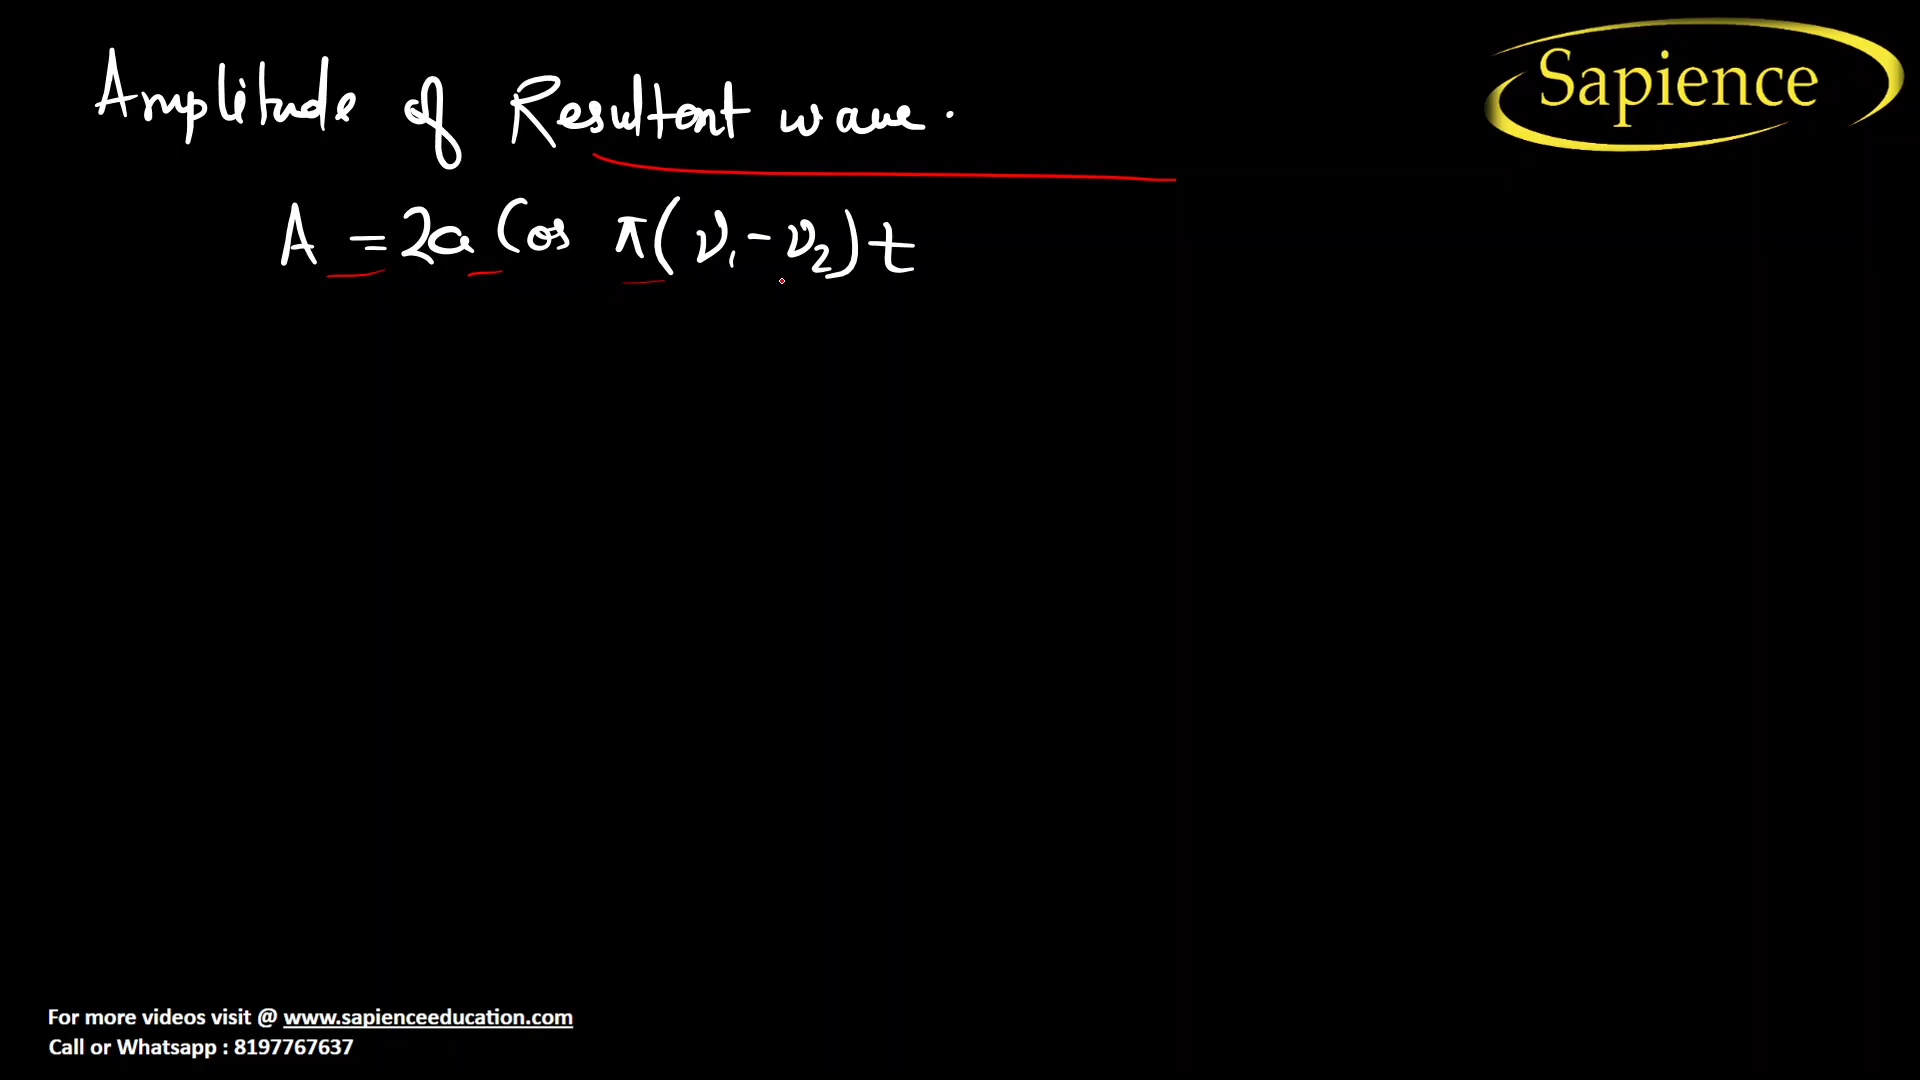 Amplitude of Resultant wave.
Sapience
A = 2a Cos π(ν₁-ν₂)t
For more videos visit @ www.sapienceeducation.com
Call or Whatsapp : 8197767637